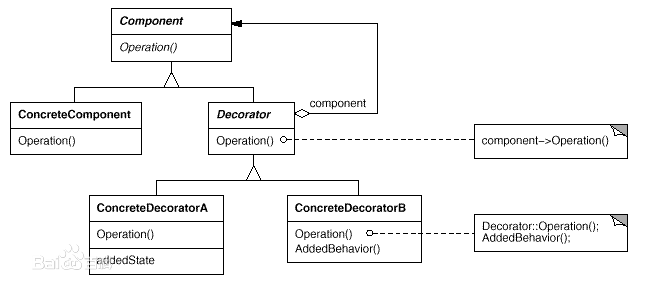 Component
Operation()
component
ConcreteComponent
Operation()
Decorator
Operation()
component->Operation()
ConcreteDecoratorA
Operation()
addedState
ConcreteDecoratorB
Operation()
AddedBehavior()
Decorator::Operation();
AddedBehavior();
Baidu百科